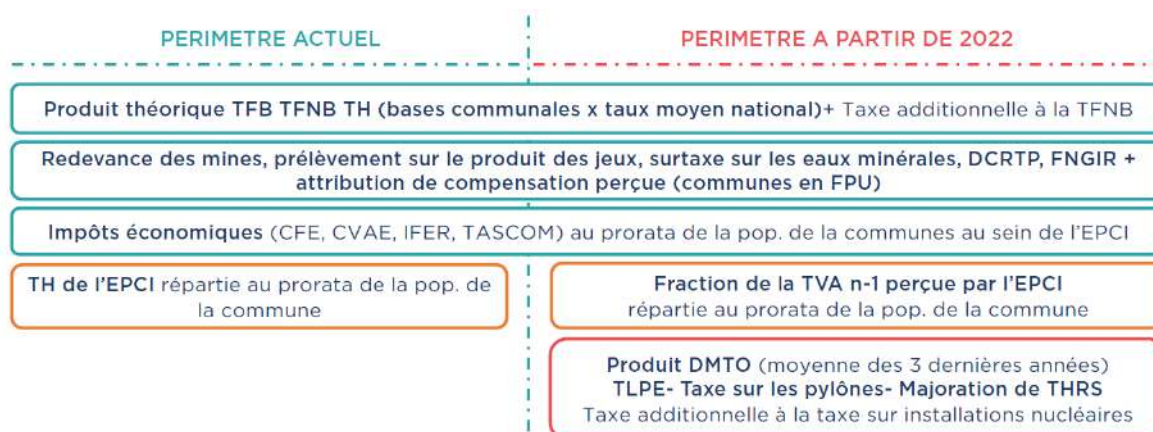 PERIMETRE ACTUEL
PERIMETRE A PARTIR DE 2022
Produit théorique TFB TFNB TH (bases communales x taux moyen national)+ Taxe additionnelle à la TFNB
Redevance des mines, prélèvement sur le produit des jeux, surtaxe sur les eaux minérales, DCRTP, FNGIR +
attribution de compensation perçue (communes en FPU)
Impôts économiques (CFE, CVAE, IFER, TASCOM) au prorata de la pop. de la communes au sein de l'EPCI
TH de l'EPCI répartie au prorata de la pop. de
la commune
Fraction de la TVA n-1 perçue par l'EPCI
répartie au prorata de la pop. de la commune
Produit DMTO (moyenne des 3 dernières années)
TLPE- Taxe sur les pylônes- Majoration de THRS
Taxe additionnelle à la taxe sur installations nucléaires